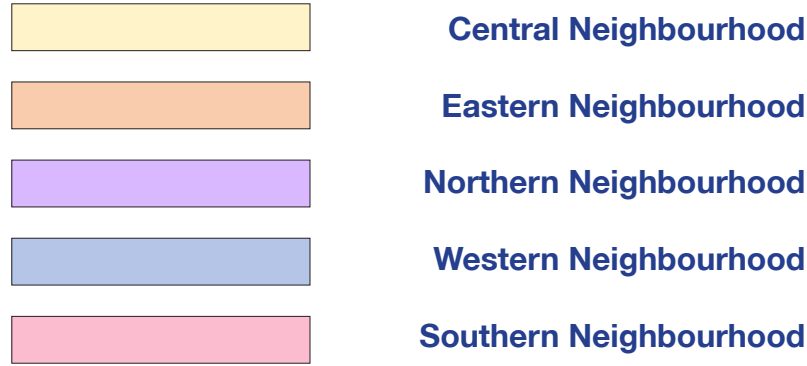 Central Neighbourhood
Eastern Neighbourhood
Northern Neighbourhood
Western Neighbourhood
Southern Neighbourhood